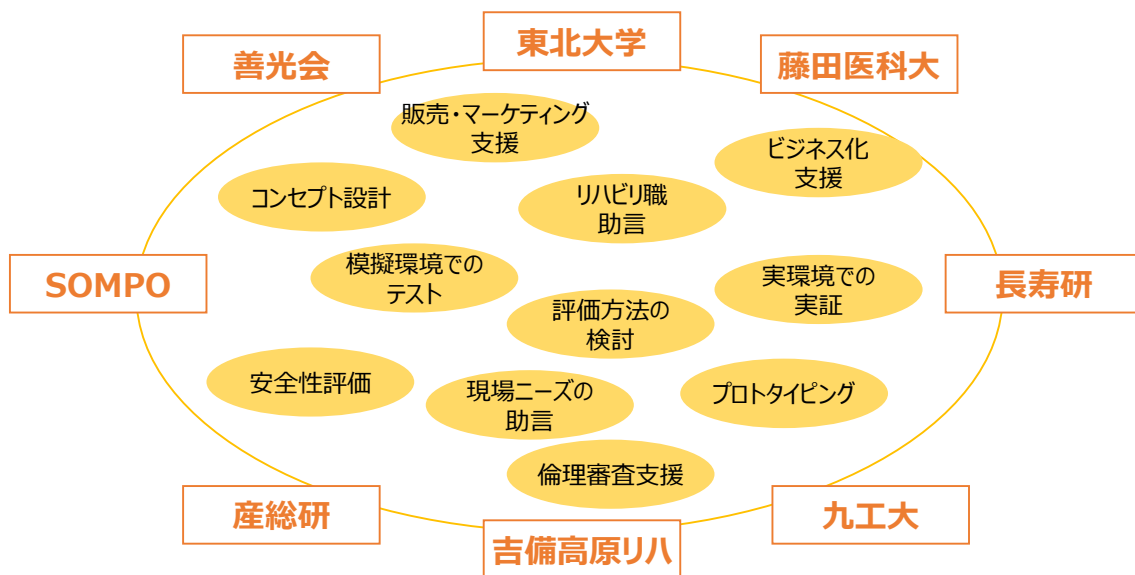 東北大学
善光会
藤田医科大
販売・マーケティング
支援
ビジネス化
支援
コンセプト設計
リハビリ職
助言
SOMPO
模擬環境での
テスト
実環境での
実証
長寿研
評価方法の
検討
安全性評価
現場ニーズの
助言
プロトタイピング
倫理審査支援
産総研
九工大
吉備高原リハ